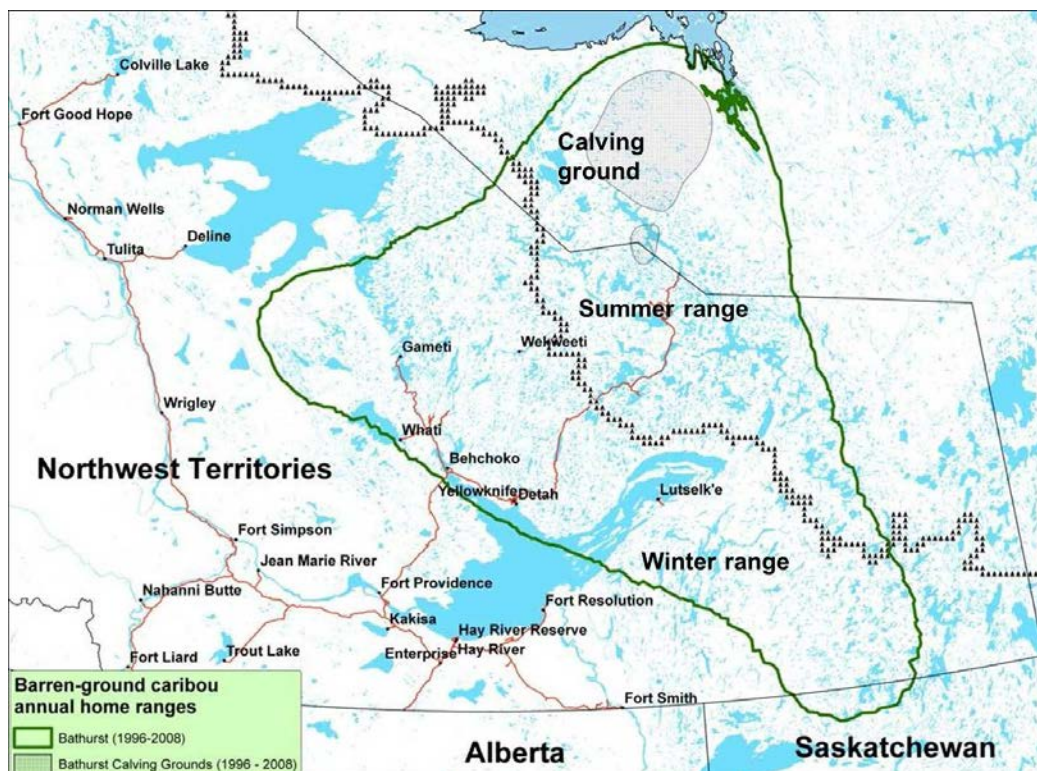 Colville Lake
Fort Good Hope
Calving
ground
Norman Wells
Deline
Tulita
Summer range
Wekweeti
Gameti
Wrigley
Whati
Northwest Territories
Behchoko
Yellowknife
Detah
Lutselk'e
Fort Simpson
Winter range
Jean Marie River
Nahanni Butte
Fort Providence
Fort Resolution
Kakisa
Hay River Reserve
Hay River
Enterprise
Fort Liard
Trout Lake
Fort Smith
Alberta
Saskatchewan
Barren-ground caribou
annual home ranges
Bathurst (1996-2008)
Bathurst Calving Grounds (1996 - 2008)